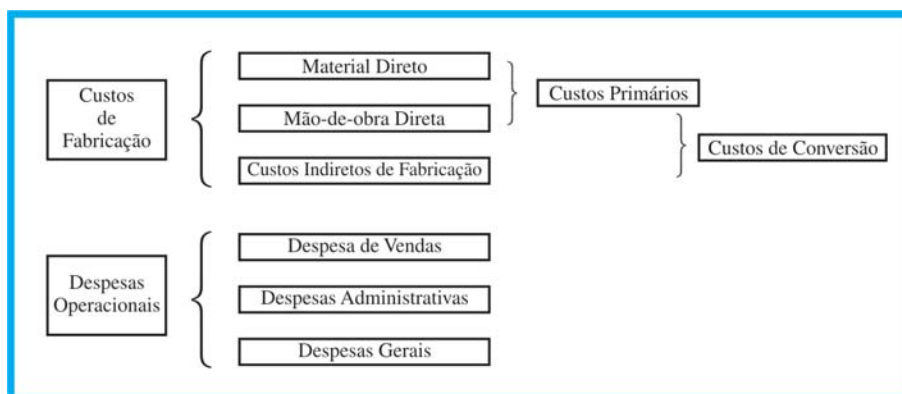 Custos
de
Fabricação
Material Direto
Mão-de-obra Direta
Custos Indiretos de Fabricação
Custos Primários
Custos de Conversão
Despesas
Operacionais
Despesa de Vendas
Despesas Administrativas
Despesas Gerais